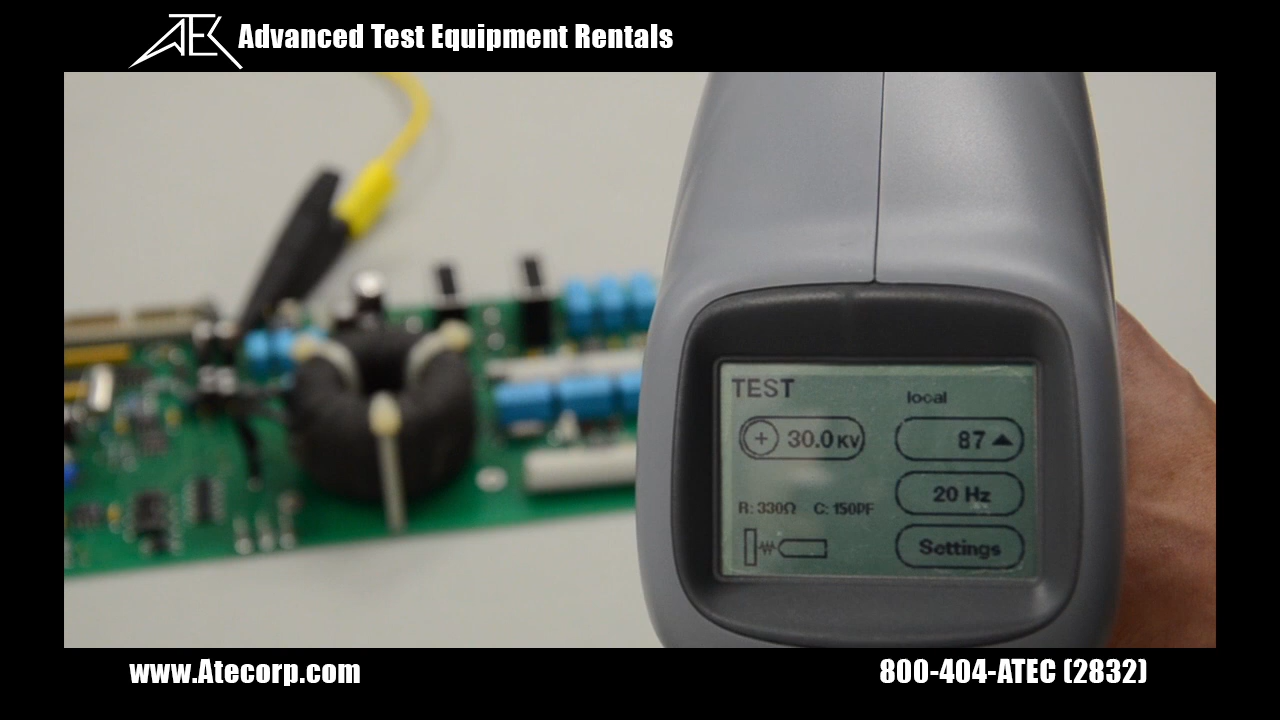 Advanced Test Equipment Rentals
TEST
local
+ 30.0 KV
87
20 Hz
R: 330Ω C: 150PF
Settings
www.Atecorp.com
800-404-ATEC (2832)